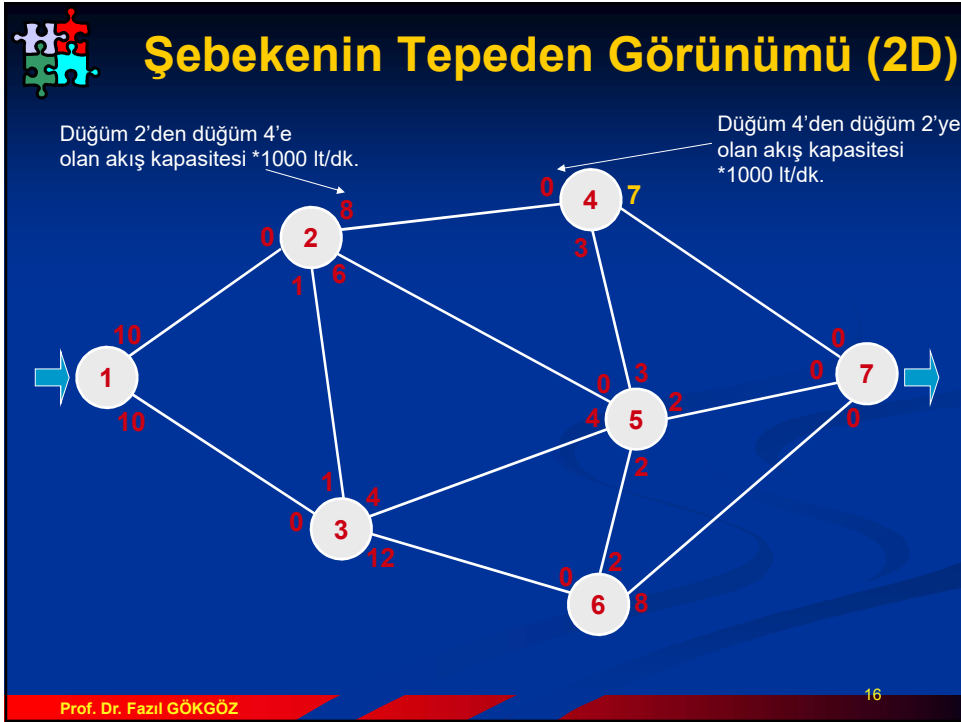 Şebekenin Tepeden Görünümü (2D)
Düğüm 2’den düğüm 4’e
olan akış kapasitesi *1000 lt/dk.
Düğüm 4’den düğüm 2’ye
olan akış kapasitesi
*1000 lt/dk.
0 4 7
8
0 2
3
1 6
10
0
1
0 3
0 7
10
4 5 2
0
2
1 4
0 3
12
2
0
6 8
16
Prof. Dr. Fazıl GÖKGÖZ